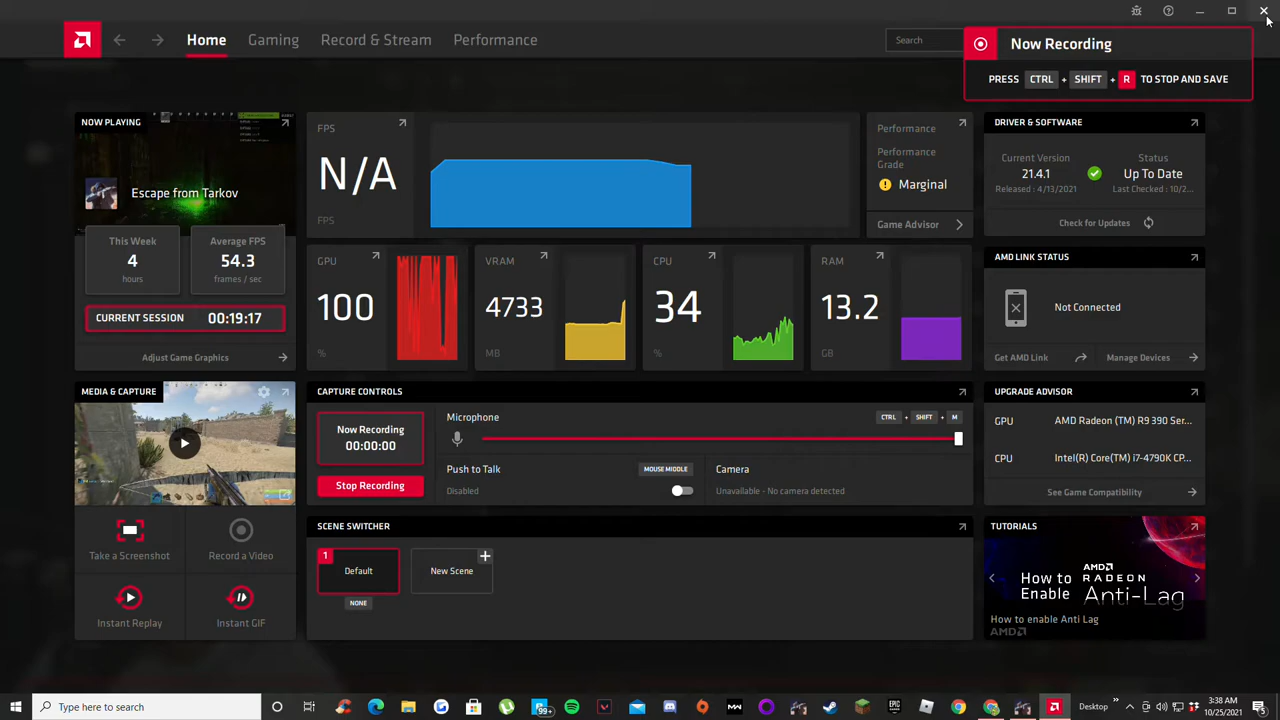 Home
Gaming
Record & Stream
Performance
Search
Now Recording
PRESS CTRL + SHIFT + R TO STOP AND SAVE
NOW PLAYING
Escape from Tarkov
This Week
4
hours
Average FPS
54.3
frames / sec
CURRENT SESSION 00:19:17
Adjust Game Graphics
FPS
N/A
FPS
Performance
Performance
Grade
Marginal
Game Advisor
GPU
100
%
VRAM
4733
MB
CPU
34
%
RAM
13.2
GB
DRIVER & SOFTWARE
Current Version
21.4.1
Released : 4/13/2021
Status
Up To Date
Last Checked : 10/2...
Check for Updates
AMD LINK STATUS
Not Connected
Get AMD Link
Manage Devices
MEDIA & CAPTURE
Take a Screenshot
Record a Video
Instant Replay
Instant GIF
CAPTURE CONTROLS
Now Recording
00:00:00
Stop Recording
Microphone
CTRL + SHIFT + M
Push to Talk
MOUSE MIDDLE
Disabled
Camera
Unavailable - No camera detected
UPGRADE ADVISOR
GPU AMD Radeon (TM) R9 390 Ser...
CPU Intel(R) Core(TM) i7-4790K CP...
See Game Compatibility
SCENE SWITCHER
1
Default
NONE
New Scene
TUTORIALS
How to
Enable
AMD
RADEON
Anti-Lag
How to enable Anti Lag
AMD
Type here to search
99+
Desktop
3:38 AM
10/25/2021
5